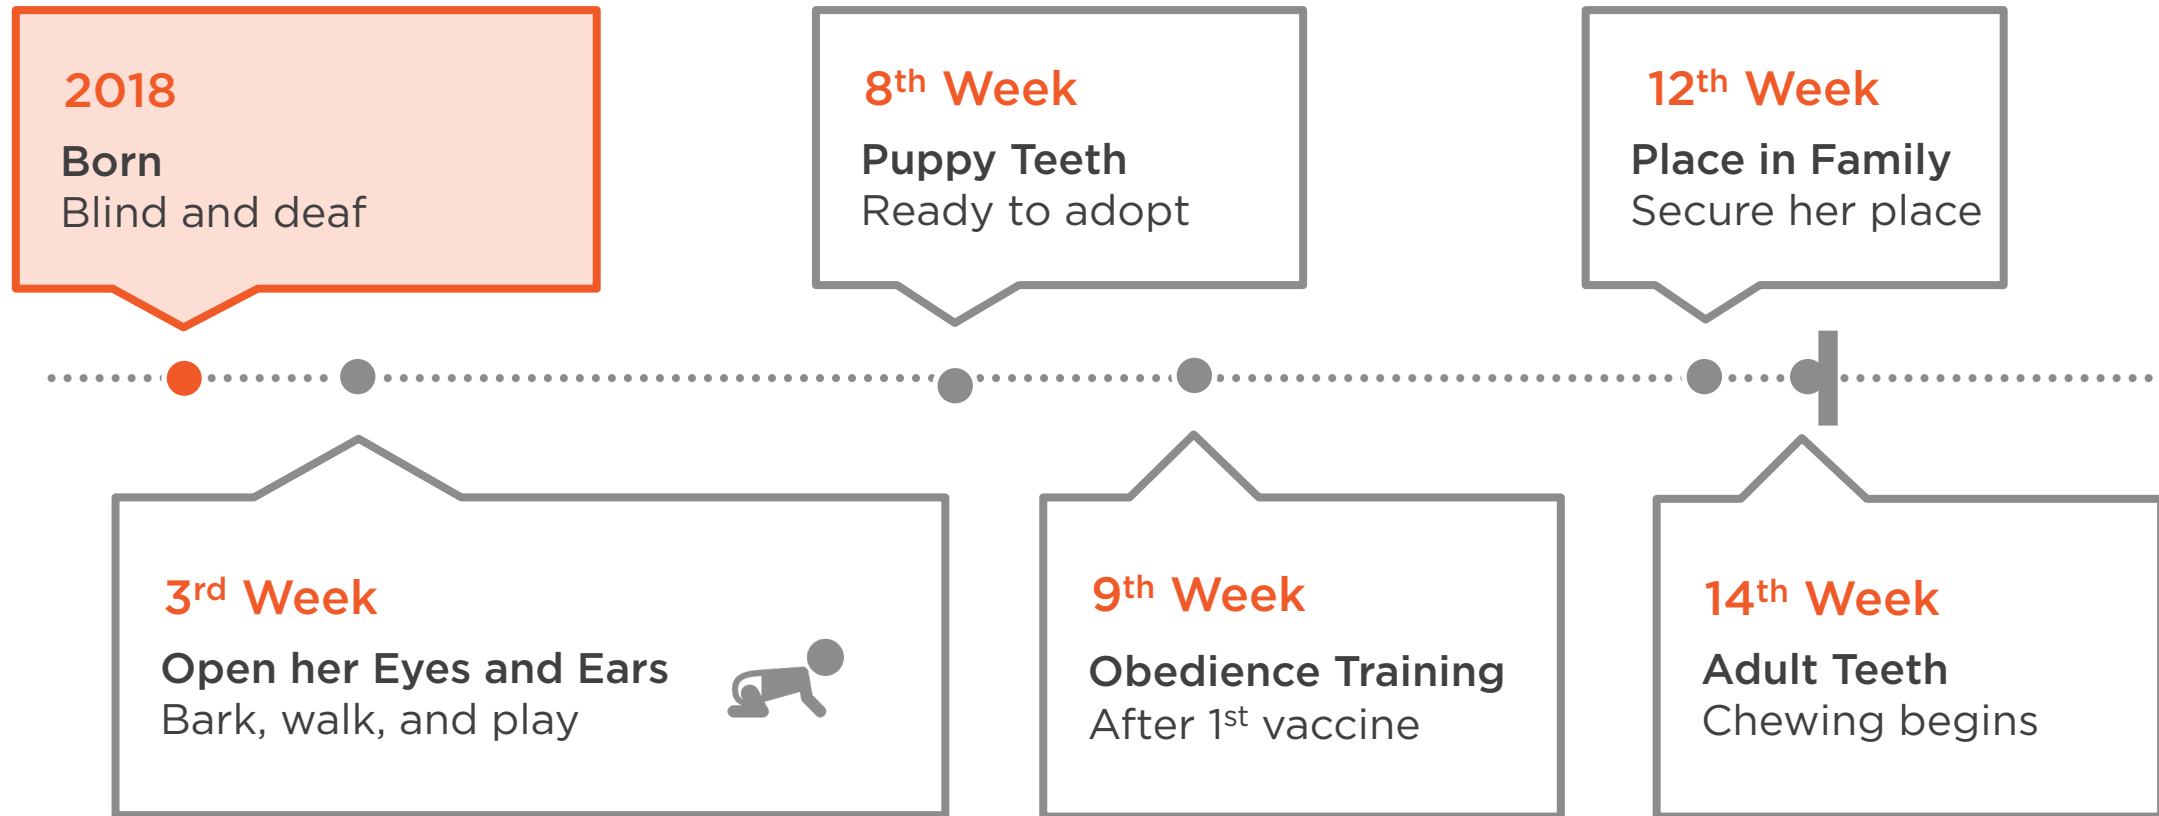 2018
Born
Blind and deaf
3rd Week
Open her Eyes and Ears
Bark, walk, and play
8th Week
Puppy Teeth
Ready to adopt
9th Week
Obedience Training
After 1st vaccine
12th Week
Place in Family
Secure her place
14th Week
Adult Teeth
Chewing begins